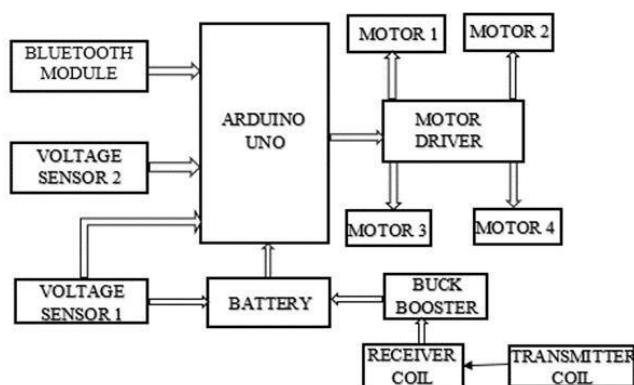 MOTOR 1
MOTOR 2
BLUETOOTH
MODULE
ARDUINO
UNO
MOTOR
DRIVER
VOLTAGE
SENSOR 2
MOTOR 3
MOTOR 4
VOLTAGE
SENSOR 1
BATTERY
BUCK
BOOSTER
RECEIVER
COIL
TRANSMITTER
COIL